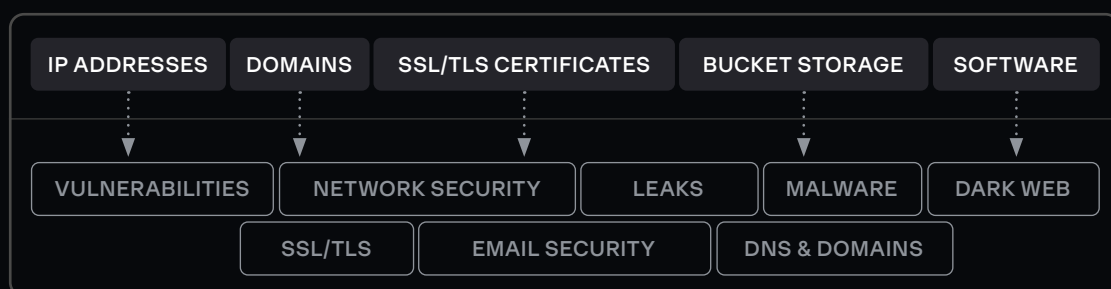 IP ADDRESSES DOMAINS SSL/TLS CERTIFICATES BUCKET STORAGE SOFTWARE
VULNERABILITIES NETWORK SECURITY LEAKS MALWARE DARK WEB
SSL/TLS EMAIL SECURITY DNS & DOMAINS